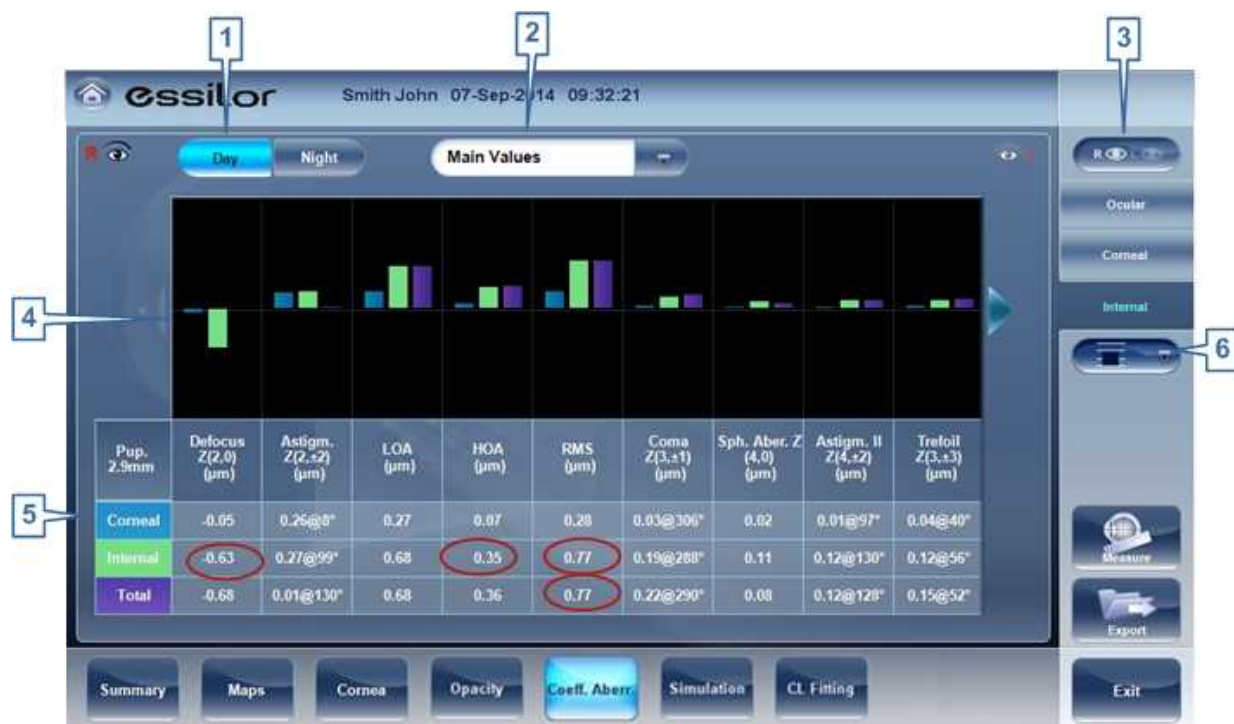 1
2
3
essilor Smith John 07-Sep-2014 09:32:21
R Day Night Main Values
R L
Ocular
Corneal
Internal
4
6
Pup. 2.9mm
Defocus Z(2,0) (µm)
Astigm. Z(2,±2) (µm)
LOA (µm)
HOA (µm)
RMS (µm)
Coma Z(3,±1) (µm)
Sph. Aber. Z (4,0) (µm)
Astigm. II Z(4,±2) (µm)
Trefoil Z(3,±3) (µm)
5
Corneal -0.05 0.26@8° 0.27 0.07 0.28 0.03@306° 0.02 0.01@97° 0.04@40°
Internal -0.63 0.27@99° 0.68 0.35 0.77 0.19@288° 0.11 0.12@130° 0.12@56°
Total -0.68 0.01@130° 0.68 0.36 0.77 0.22@290° 0.08 0.12@128° 0.15@52°
Measure
Export
Summary Maps Cornea Opacity Coeff. Aberr. Simulation CL Fitting Exit